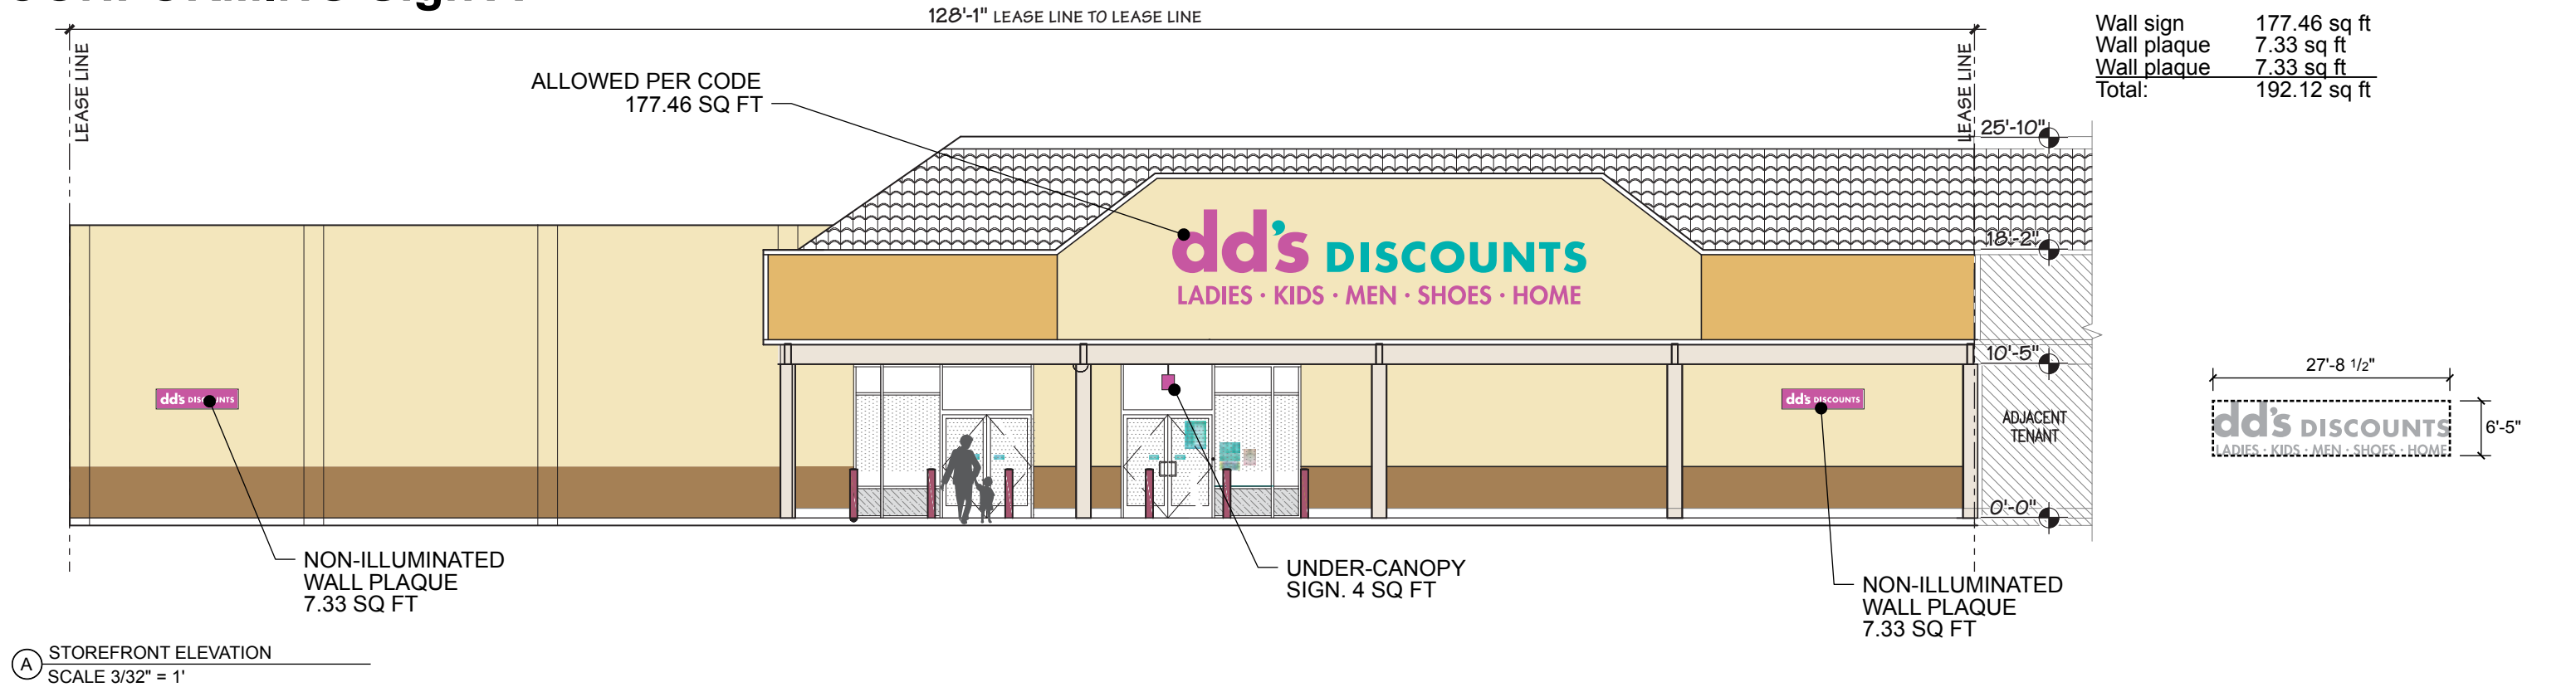 128'-1" LEASE LINE TO LEASE LINE
Wall sign 177.46 sq ft
Wall plaque 7.33 sq ft
Wall plaque 7.33 sq ft
Total: 192.12 sq ft
LEASE LINE
LEASE LINE
ALLOWED PER CODE
177.46 SQ FT
25'-10"
18'-2"
10'-5"
0'-0"
dd's DISCOUNTS
LADIES · KIDS · MEN · SHOES · HOME
dd's DISCOUNTS
dd's DISCOUNTS
ADJACENT
TENANT
27'-8 1/2"
6'-5"
dd's DISCOUNTS
LADIES · KIDS · MEN · SHOES · HOME
NON-ILLUMINATED
WALL PLAQUE
7.33 SQ FT
UNDER-CANOPY
SIGN. 4 SQ FT
NON-ILLUMINATED
WALL PLAQUE
7.33 SQ FT
A STOREFRONT ELEVATION
SCALE 3/32" = 1'